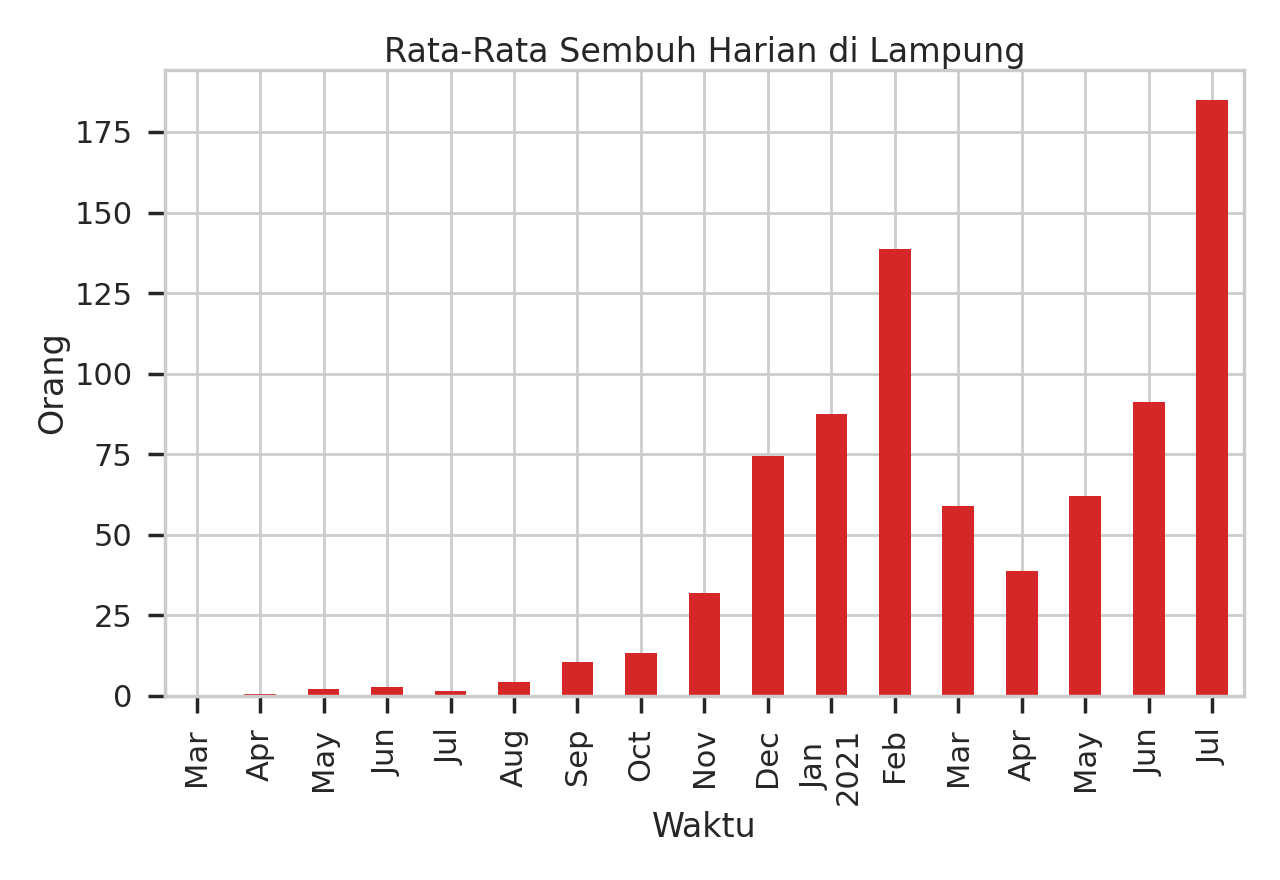 Rata-Rata Sembuh Harian di Lampung
Orang
175
150
125
100
75
50
25
0
Mar
Apr
May
Jun
Jul
Aug
Sep
Oct
Nov
Dec
Jan
2021
Feb
Mar
Apr
May
Jun
Jul
Waktu